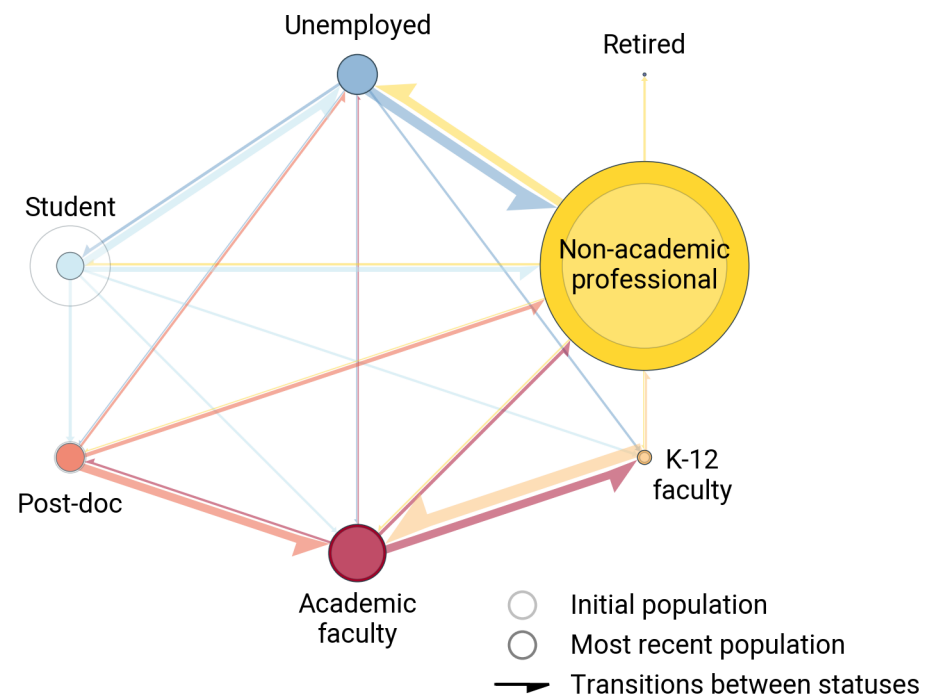 Unemployed
Retired
Student
Non-academic
professional
Post-doc
K-12
faculty
Academic
faculty
Initial population
Most recent population
Transitions between statuses